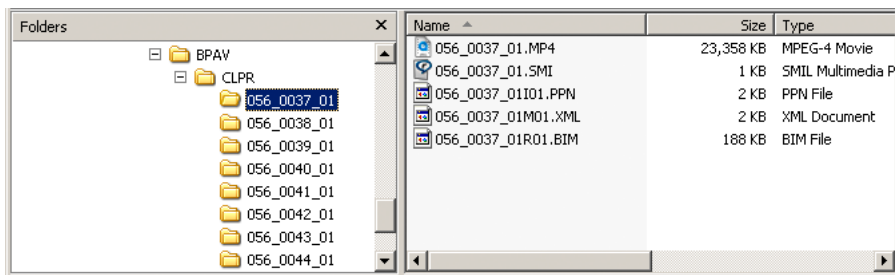 Folders
BPAV
CLPR
056_0037_01
056_0038_01
056_0039_01
056_0040_01
056_0041_01
056_0042_01
056_0043_01
056_0044_01
Name Size Type
056_0037_01.MP4 23,358 KB MPEG-4 Movie
056_0037_01.SMI 1 KB SMIL Multimedia P
056_0037_01I01.PPN 2 KB PPN File
056_0037_01M01.XML 2 KB XML Document
056_0037_01R01.BIM 188 KB BIM File